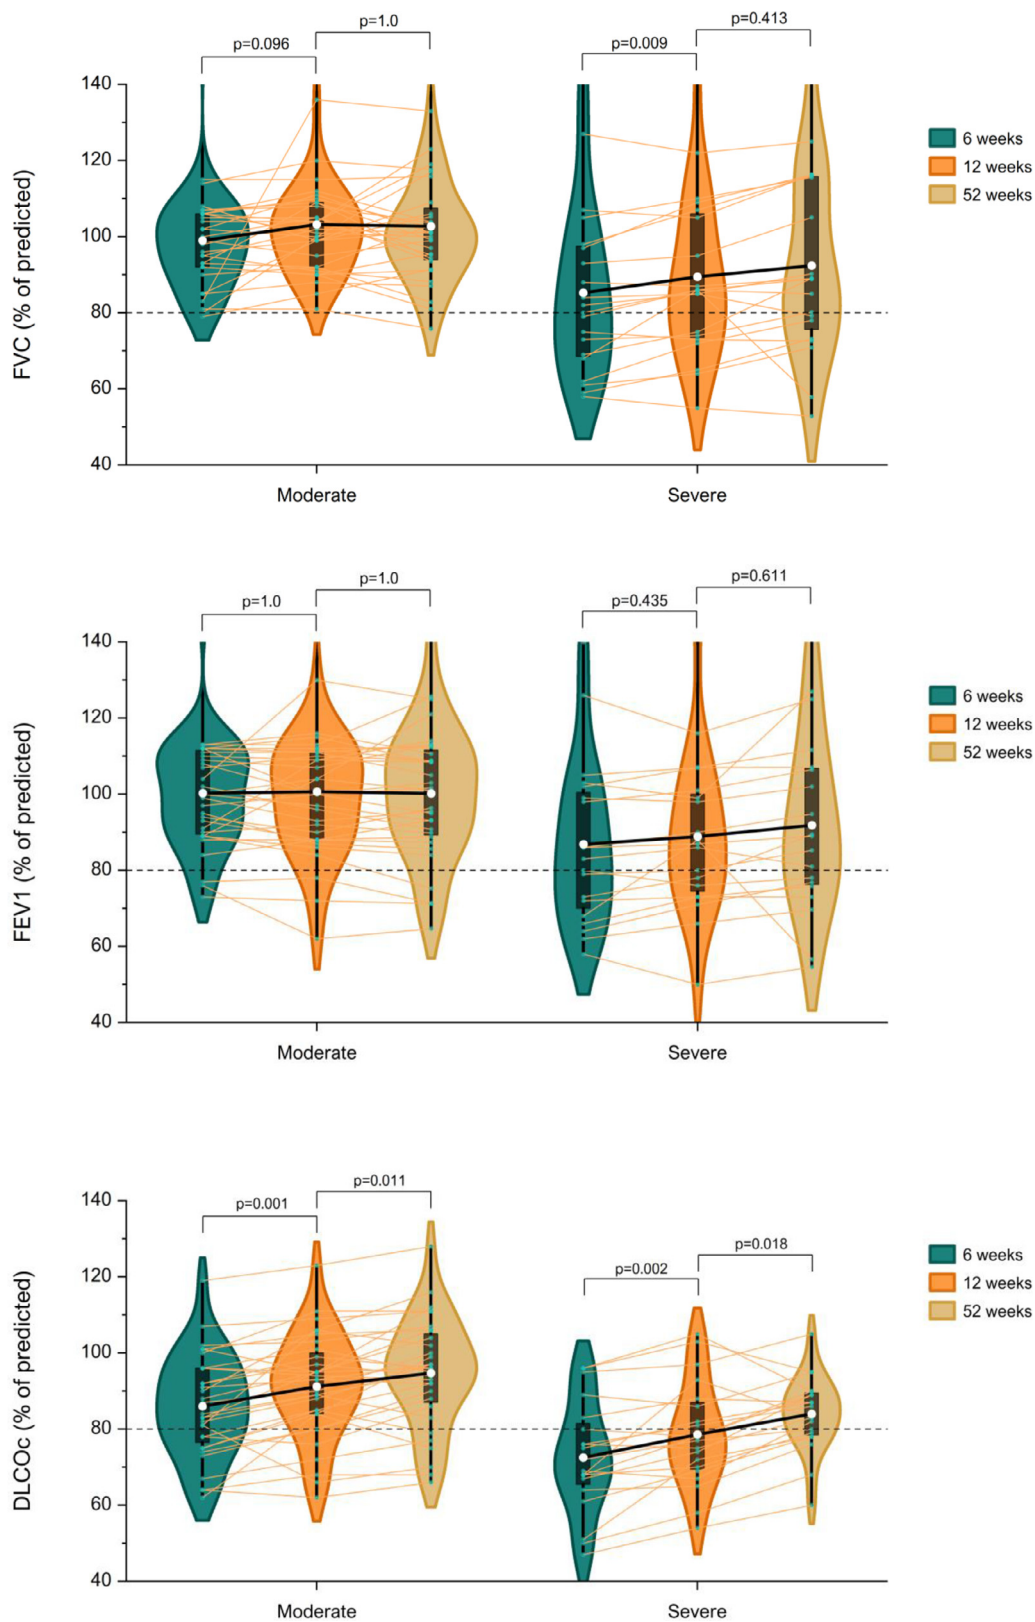 p=1.0
p=0.413
p=0.096
p=0.009
140
120
100
80
60
40
FVC (% of predicted)
Moderate
Severe
6 weeks
12 weeks
52 weeks
p=1.0
p=0.611
p=1.0
p=0.435
140
120
100
80
60
40
FEV1 (% of predicted)
Moderate
Severe
6 weeks
12 weeks
52 weeks
p=0.011
p=0.001
p=0.018
p=0.002
140
120
100
80
60
40
DLCOc (% of predicted)
Moderate
Severe
6 weeks
12 weeks
52 weeks